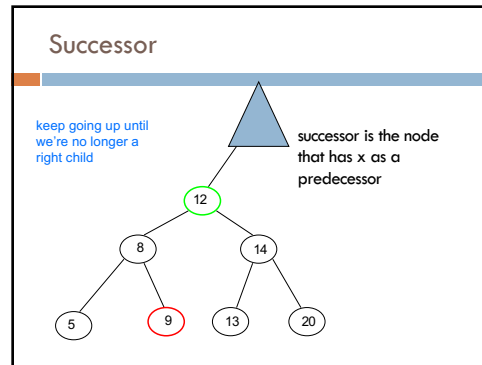 Successor
keep going up until
we're no longer a
right child
successor is the node
that has x as a
predecessor
12
8
14
5
9
13
20